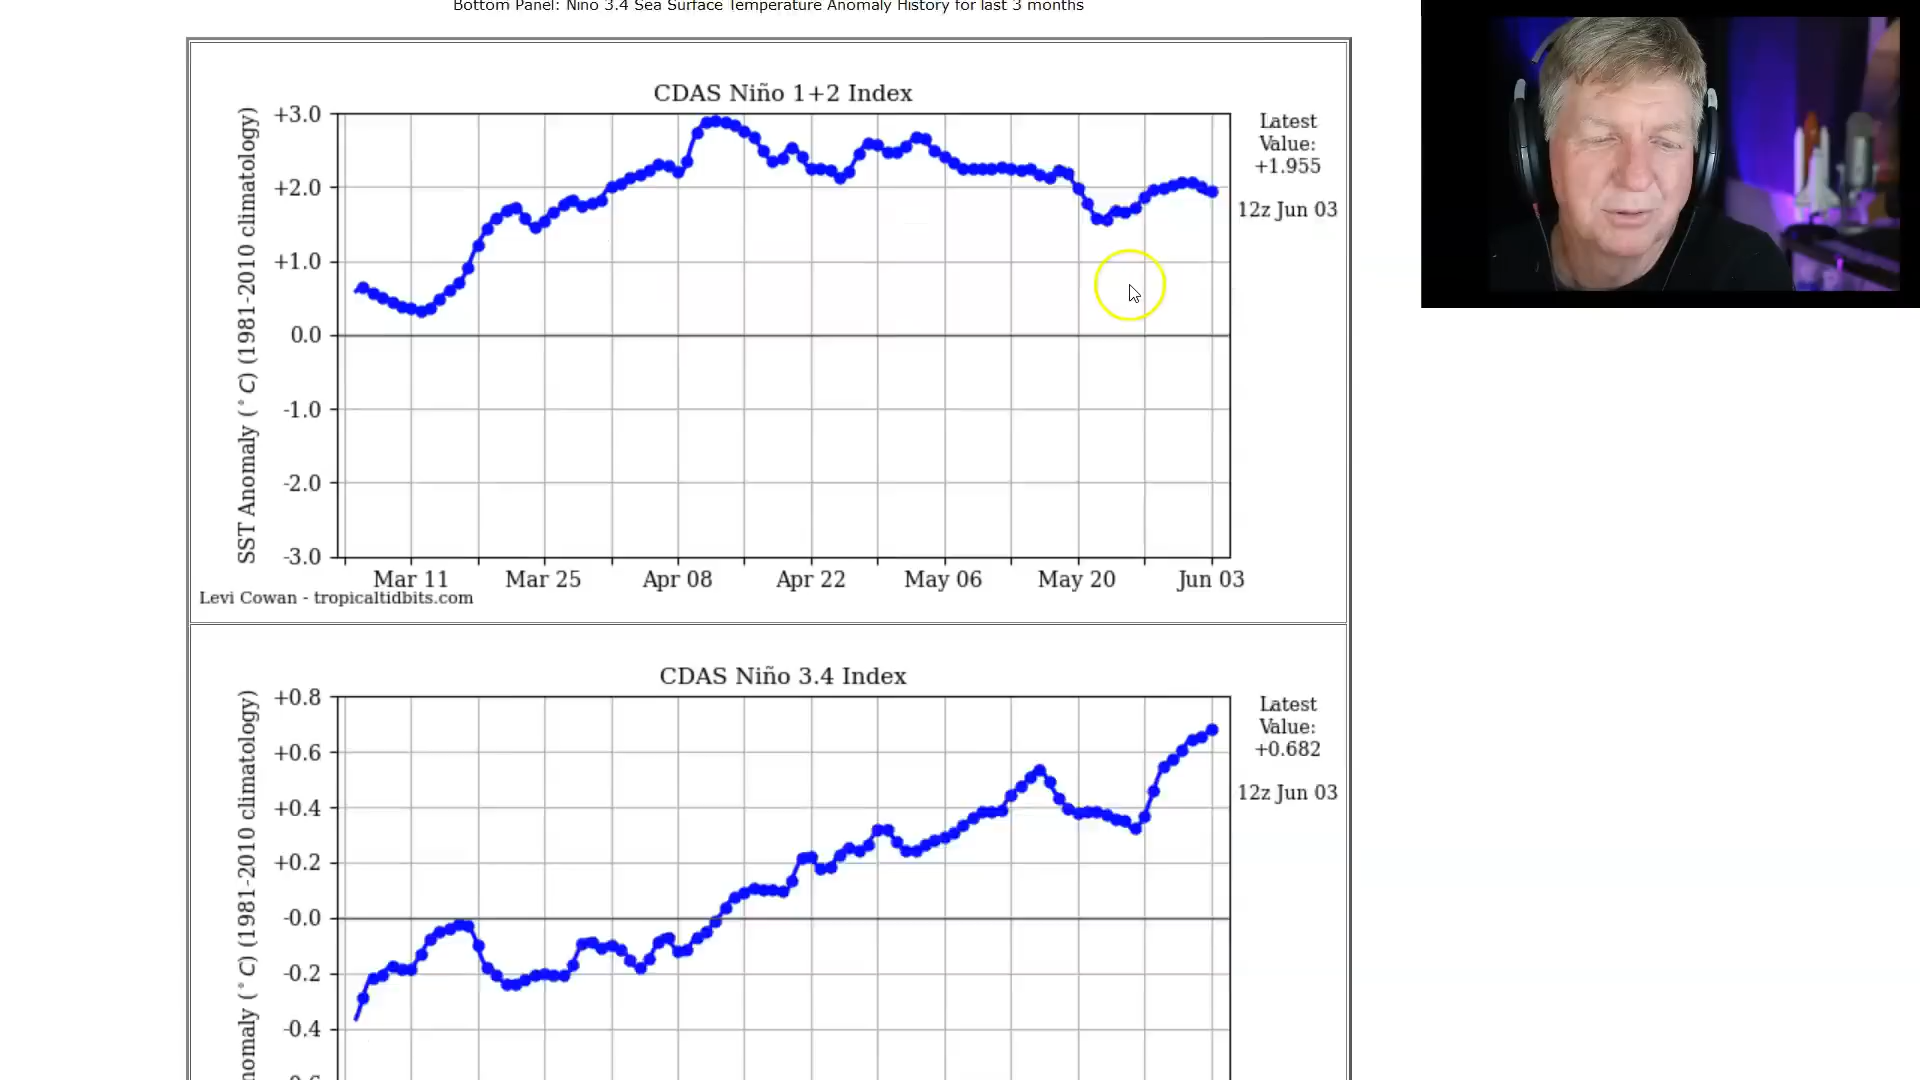 Bottom Panel: Nino 3.4 Sea Surface Temperature Anomaly History for last 3 months
CDAS Niño 1+2 Index
SST Anomaly (°C) (1981-2010 climatology)
+3.0
+2.0
+1.0
0.0
-1.0
-2.0
-3.0
Mar 11 Mar 25 Apr 08 Apr 22 May 06 May 20 Jun 03
Latest
Value:
+1.955
12z Jun 03
Levi Cowan - tropicaltidbits.com
CDAS Niño 3.4 Index
nomaly (°C) (1981-2010 climatology)
+0.8
+0.6
+0.4
+0.2
-0.0
-0.2
-0.4
Latest
Value:
+0.682
12z Jun 03